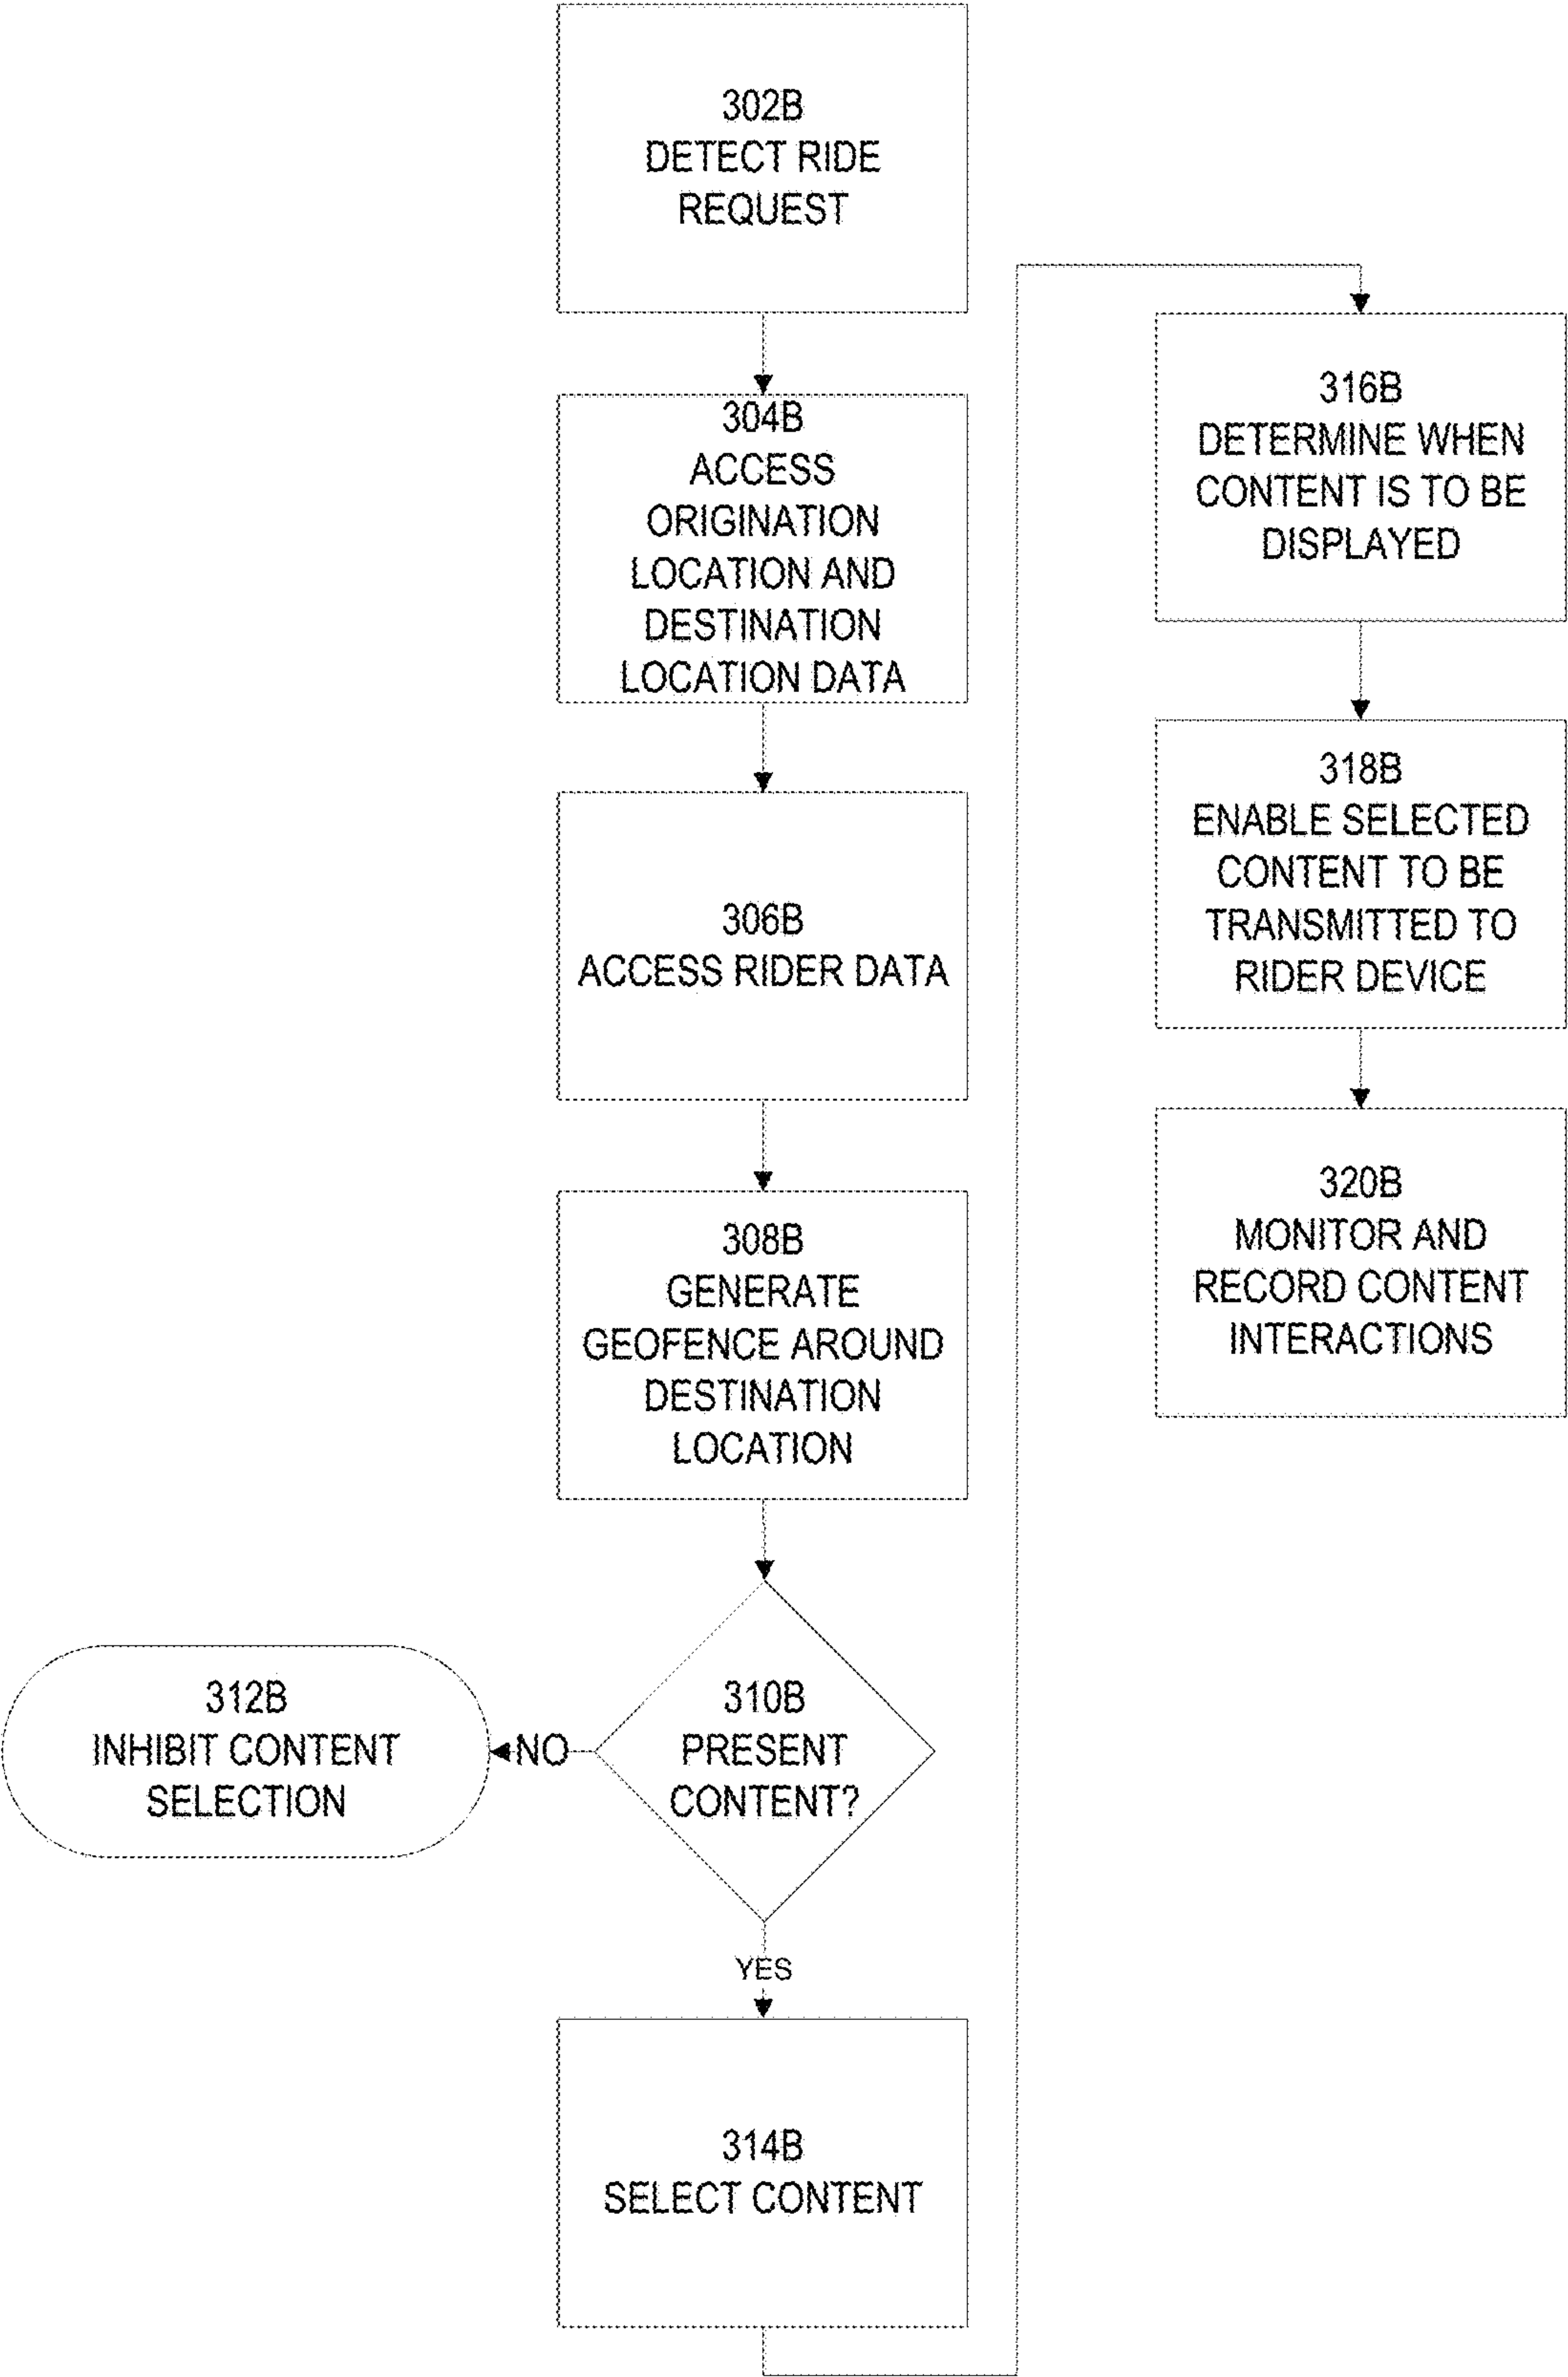 302B
DETECT RIDE
REQUEST
304B
ACCESS
ORIGINATION
LOCATION AND
DESTINATION
LOCATION DATA
306B
ACCESS RIDER DATA
308B
GENERATE
GEOFENCE AROUND
DESTINATION
LOCATION
310B
PRESENT
CONTENT?
NO
312B
INHIBIT CONTENT
SELECTION
YES
314B
SELECT CONTENT
316B
DETERMINE WHEN
CONTENT IS TO BE
DISPLAYED
318B
ENABLE SELECTED
CONTENT TO BE
TRANSMITTED TO
RIDER DEVICE
320B
MONITOR AND
RECORD CONTENT
INTERACTIONS